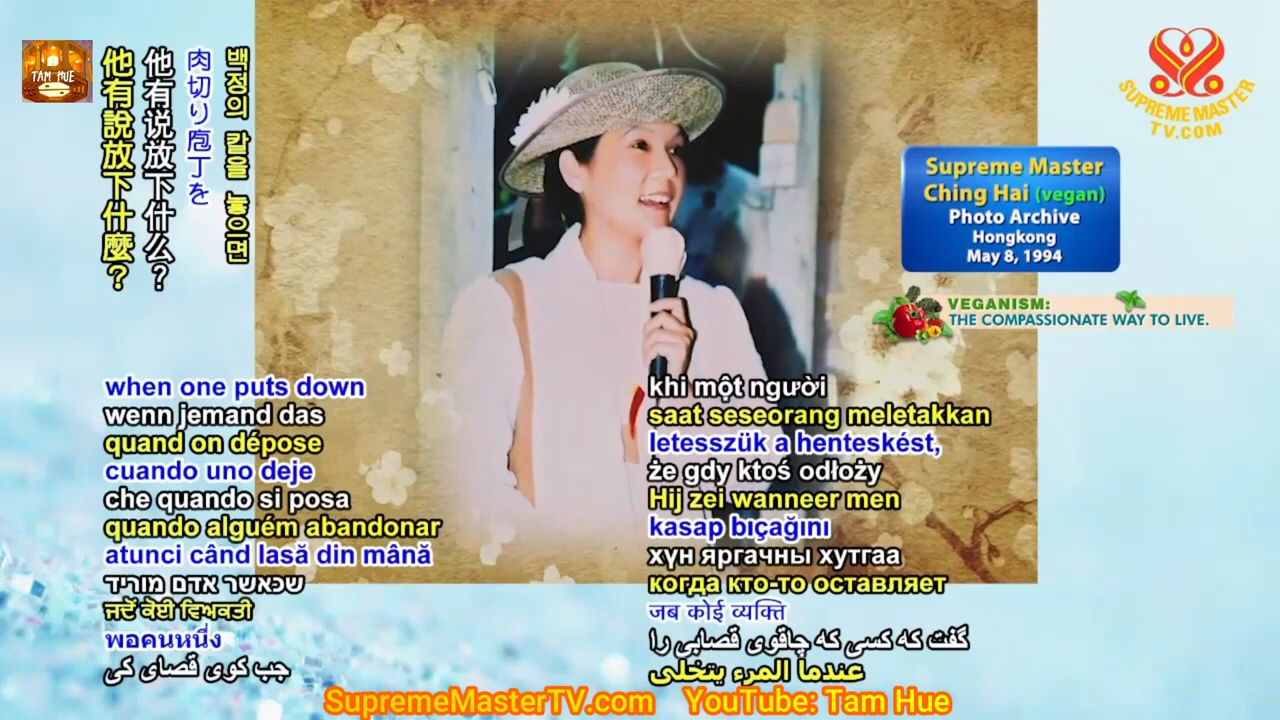 TAM HUE
백정의 칼을 놓으면
肉切り庖丁を
他有说放下什么？
他有說放下什麼？
SUPREME MASTER
TV.COM
Supreme Master
Ching Hai (vegan)
Photo Archive
Hongkong
May 8, 1994
VEGANISM:
THE COMPASSIONATE WAY TO LIVE.
when one puts down
wenn jemand das
quand on dépose
cuando uno deje
che quando si posa
quando alguém abandonar
atunci când lasă din mână
שכאשר אדם מוריד
ਜਦੋਂ ਕੋਈ ਵਿਅਕਤੀ
พอคนหนึ่ง
جب کوی قصای کی
khi một người
saat seseorang meletakkan
letesszük a henteskést,
że gdy ktoś odłoży
Hij zei wanneer men
kasap bıçağını
хүн яргачны хутгаа
когда кто-то оставляет
जब कोई व्यक्ति
گفت که کسی که چاقوی قصابی را
عندما المرء يتخلى
SupremeMasterTV.com YouTube: Tam Hue